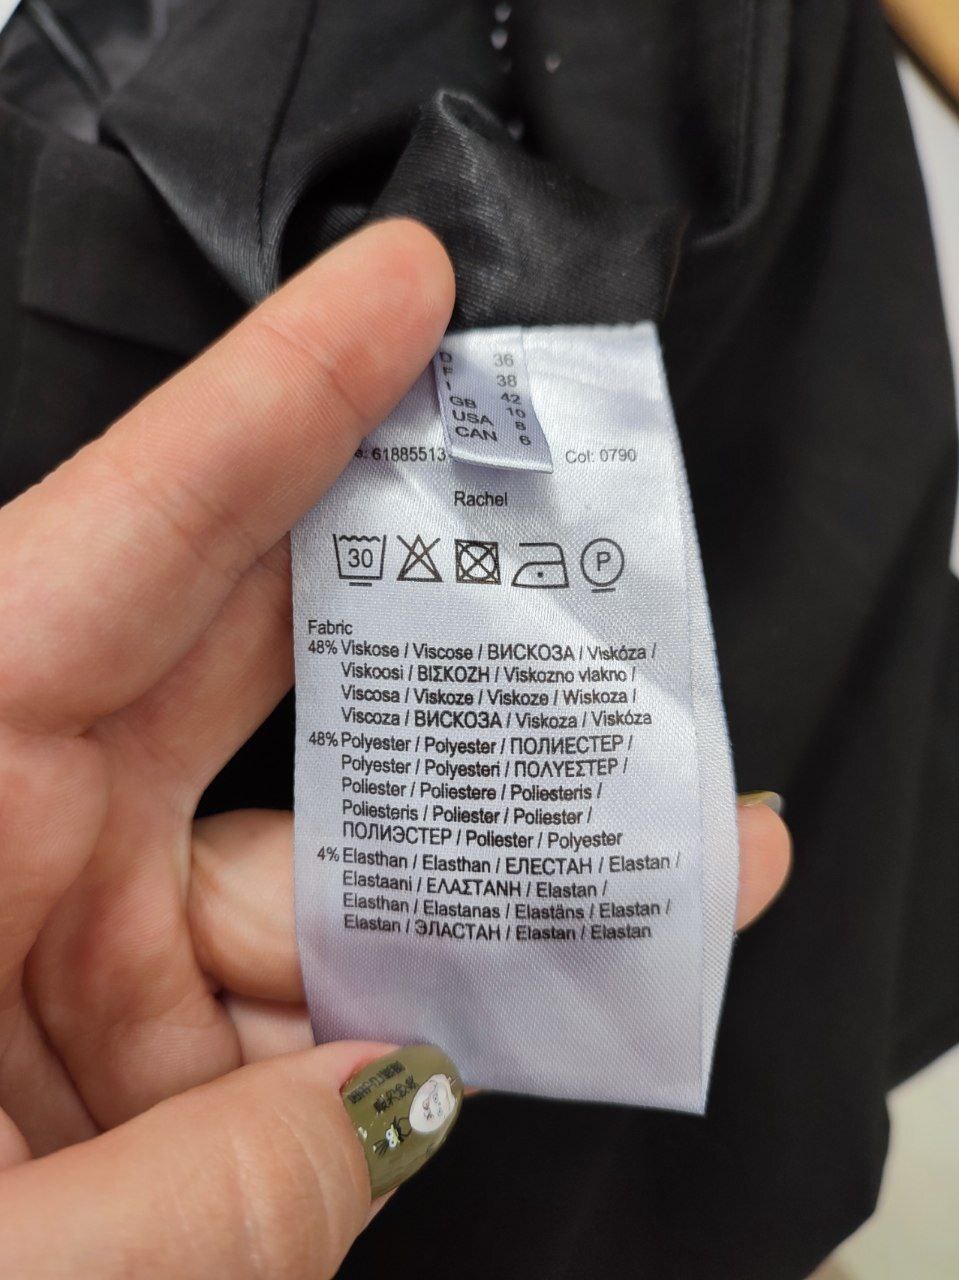 D 36
F 38
I 42
GB 10
USA 8
CAN 6
61885513
Col: 0790
Rachel
30
P
Fabric
48% Viskose / Viscose / ВИСКОЗА / Viskóza /
Viskoosi / ΒΙΣΚΟΖΗ / Viskozno vlakno /
Viscosa / Viskoze / Viskoze / Wiskoza /
Viscoza / ВИСКОЗА / Viskoza / Viskóza
48% Polyester / Polyester / ПОЛИЕСТЕР /
Polyester / Polyesteri / ΠΟΛΥΕΣΤΕΡ /
Poliester / Poliestere / Poliesteris /
Poliesteris / Poliester / Poliester /
ПОЛИЭСТЕР / Poliester / Polyester
4% Elasthan / Elasthan / ЕЛЕСТАН / Elastan /
Elastaani / ΕΛΑΣΤΑΝΗ / Elastan /
Elasthan / Elastanas / Elastāns / Elastan /
Elastan / ЭЛАСТАН / Elastan / Elastan